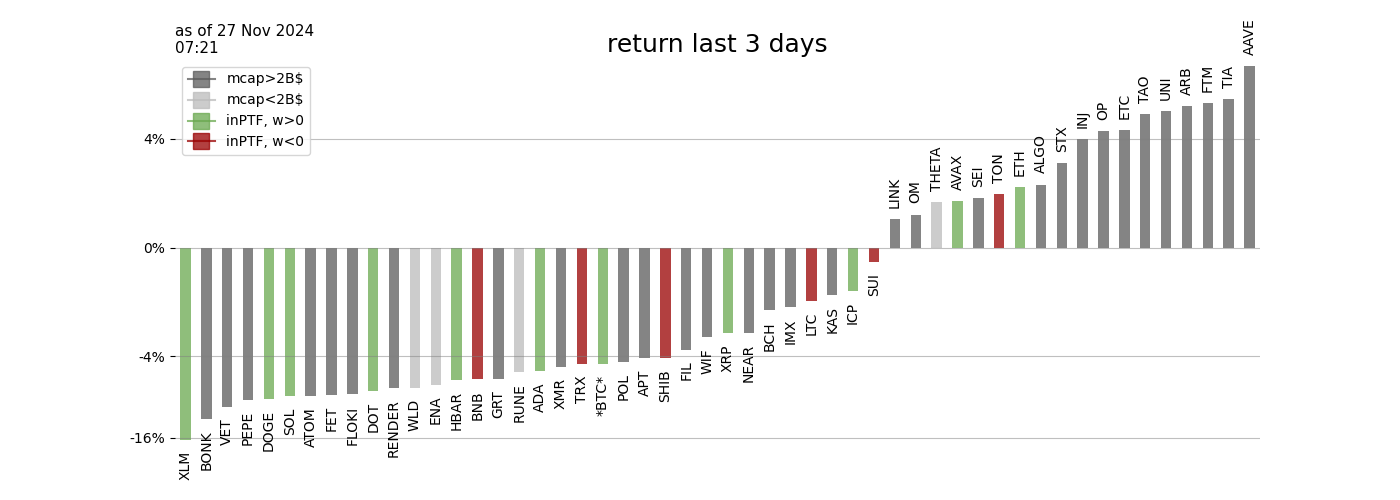 as of 27 Nov 2024
07:21
return last 3 days
mcap>2B$
mcap<2B$
inPTF, w>0
inPTF, w<0
4%
0%
-4%
-16%
XLM
BONK
VET
PEPE
DOGE
SOL
ATOM
FET
FLOKI
DOT
RENDER
WLD
ENA
HBAR
BNB
GRT
RUNE
ADA
XMR
TRX
*BTC*
POL
APT
SHIB
FIL
WIF
XRP
NEAR
BCH
IMX
LTC
KAS
ICP
SUI
LINK
OM
THETA
AVAX
SEI
TON
ETH
ALGO
STX
INJ
OP
ETC
TAO
UNI
ARB
FTM
TIA
AAVE